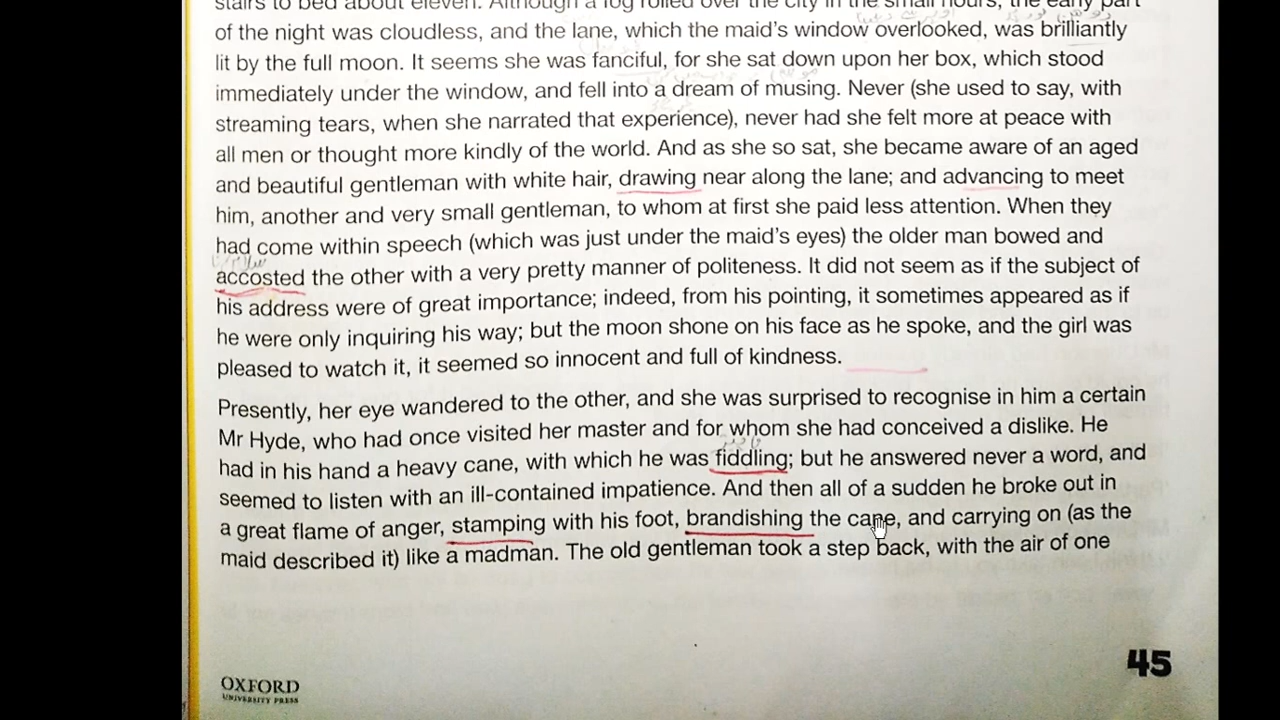 stairs to bed about eleven. Although a fog rolled over the city in the small hours, the early part
of the night was cloudless, and the lane, which the maid's window overlooked, was brilliantly
lit by the full moon. It seems she was fanciful, for she sat down upon her box, which stood
immediately under the window, and fell into a dream of musing. Never (she used to say, with
streaming tears, when she narrated that experience), never had she felt more at peace with
all men or thought more kindly of the world. And as she so sat, she became aware of an aged
and beautiful gentleman with white hair, drawing near along the lane; and advancing to meet
him, another and very small gentleman, to whom at first she paid less attention. When they
had come within speech (which was just under the maid's eyes) the older man bowed and
accosted the other with a very pretty manner of politeness. It did not seem as if the subject of
his address were of great importance; indeed, from his pointing, it sometimes appeared as if
he were only inquiring his way; but the moon shone on his face as he spoke, and the girl was
pleased to watch it, it seemed so innocent and full of kindness.
Presently, her eye wandered to the other, and she was surprised to recognise in him a certain
Mr Hyde, who had once visited her master and for whom she had conceived a dislike. He
had in his hand a heavy cane, with which he was fiddling; but he answered never a word, and
seemed to listen with an ill-contained impatience. And then all of a sudden he broke out in
a great flame of anger, stamping with his foot, brandishing the cane, and carrying on (as the
maid described it) like a madman. The old gentleman took a step back, with the air of one
45
OXFORD
UNIVERSITY PRESS